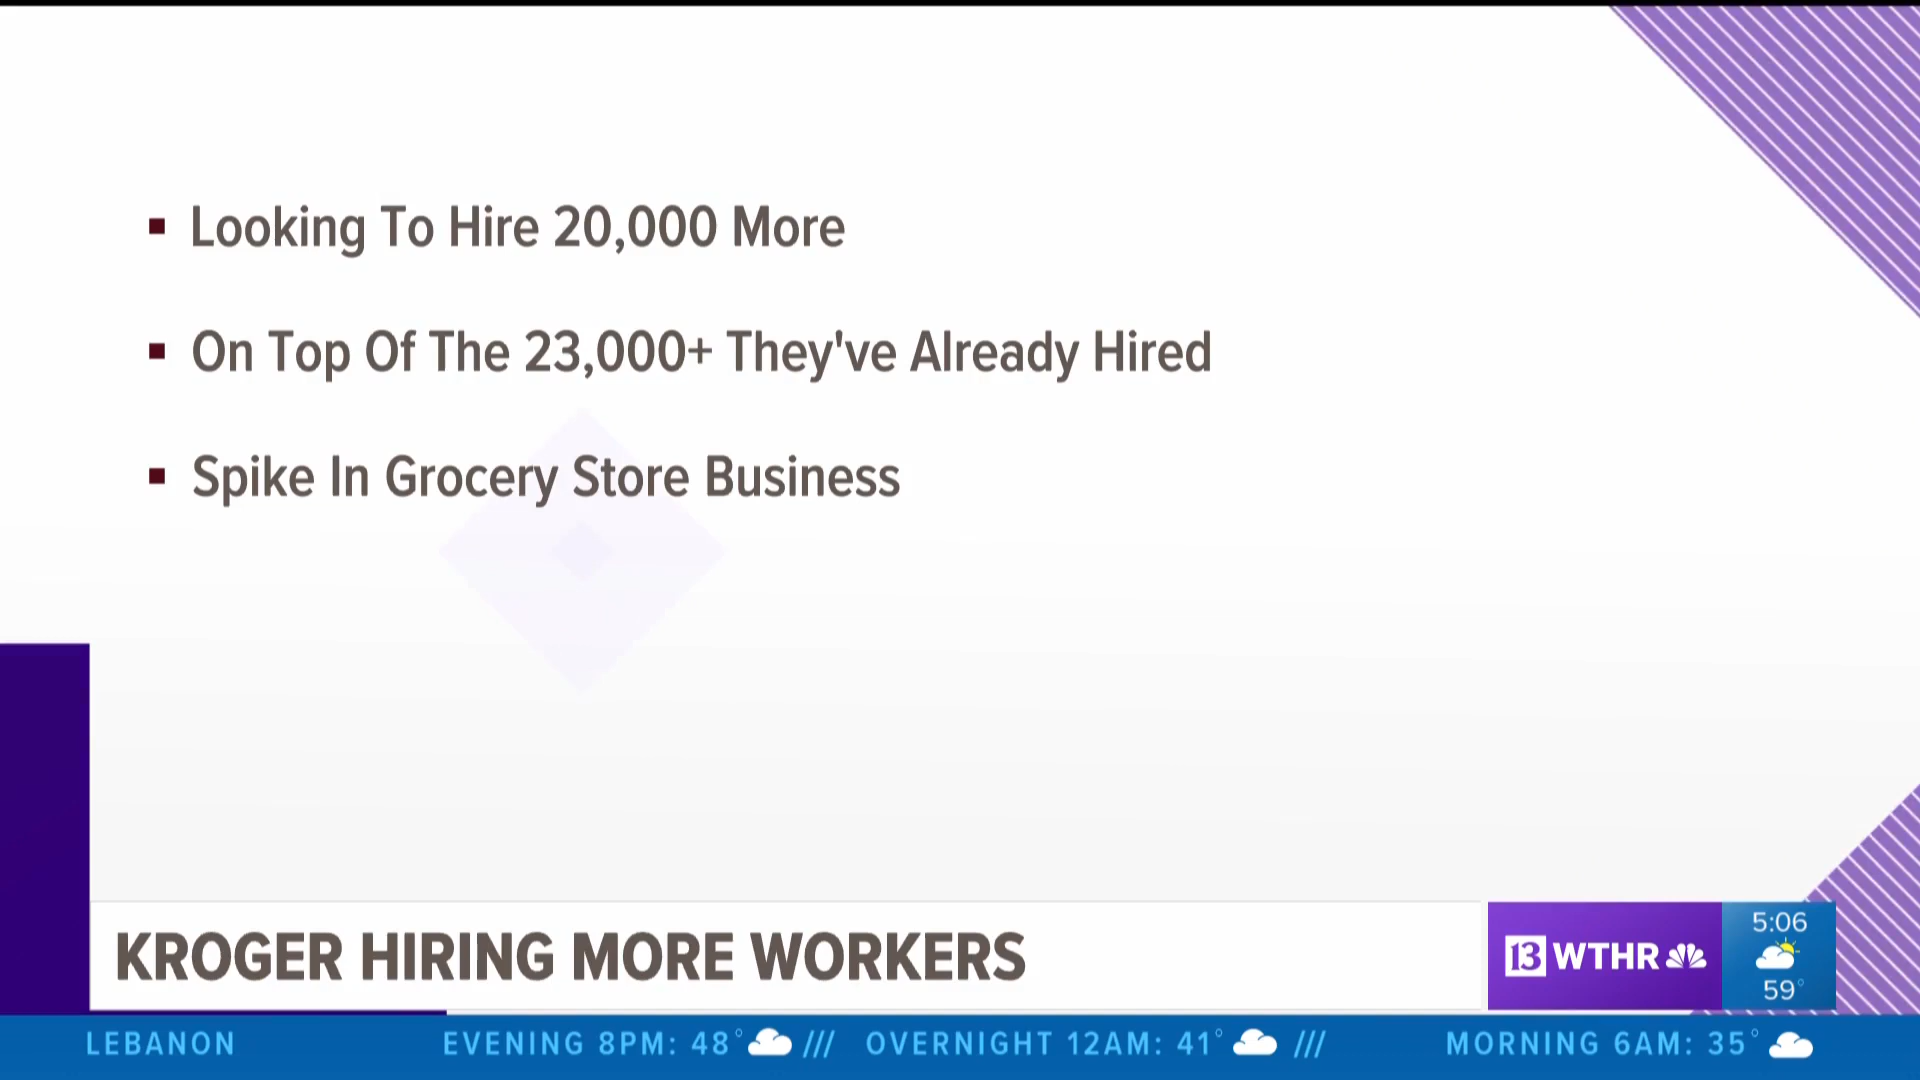 Looking To Hire 20,000 More
On Top Of The 23,000+ They've Already Hired
Spike In Grocery Store Business
KROGER HIRING MORE WORKERS
13 WTHR
5:06
59°
LEBANON EVENING 8PM: 48° /// OVERNIGHT 12AM: 41° /// MORNING 6AM: 35°